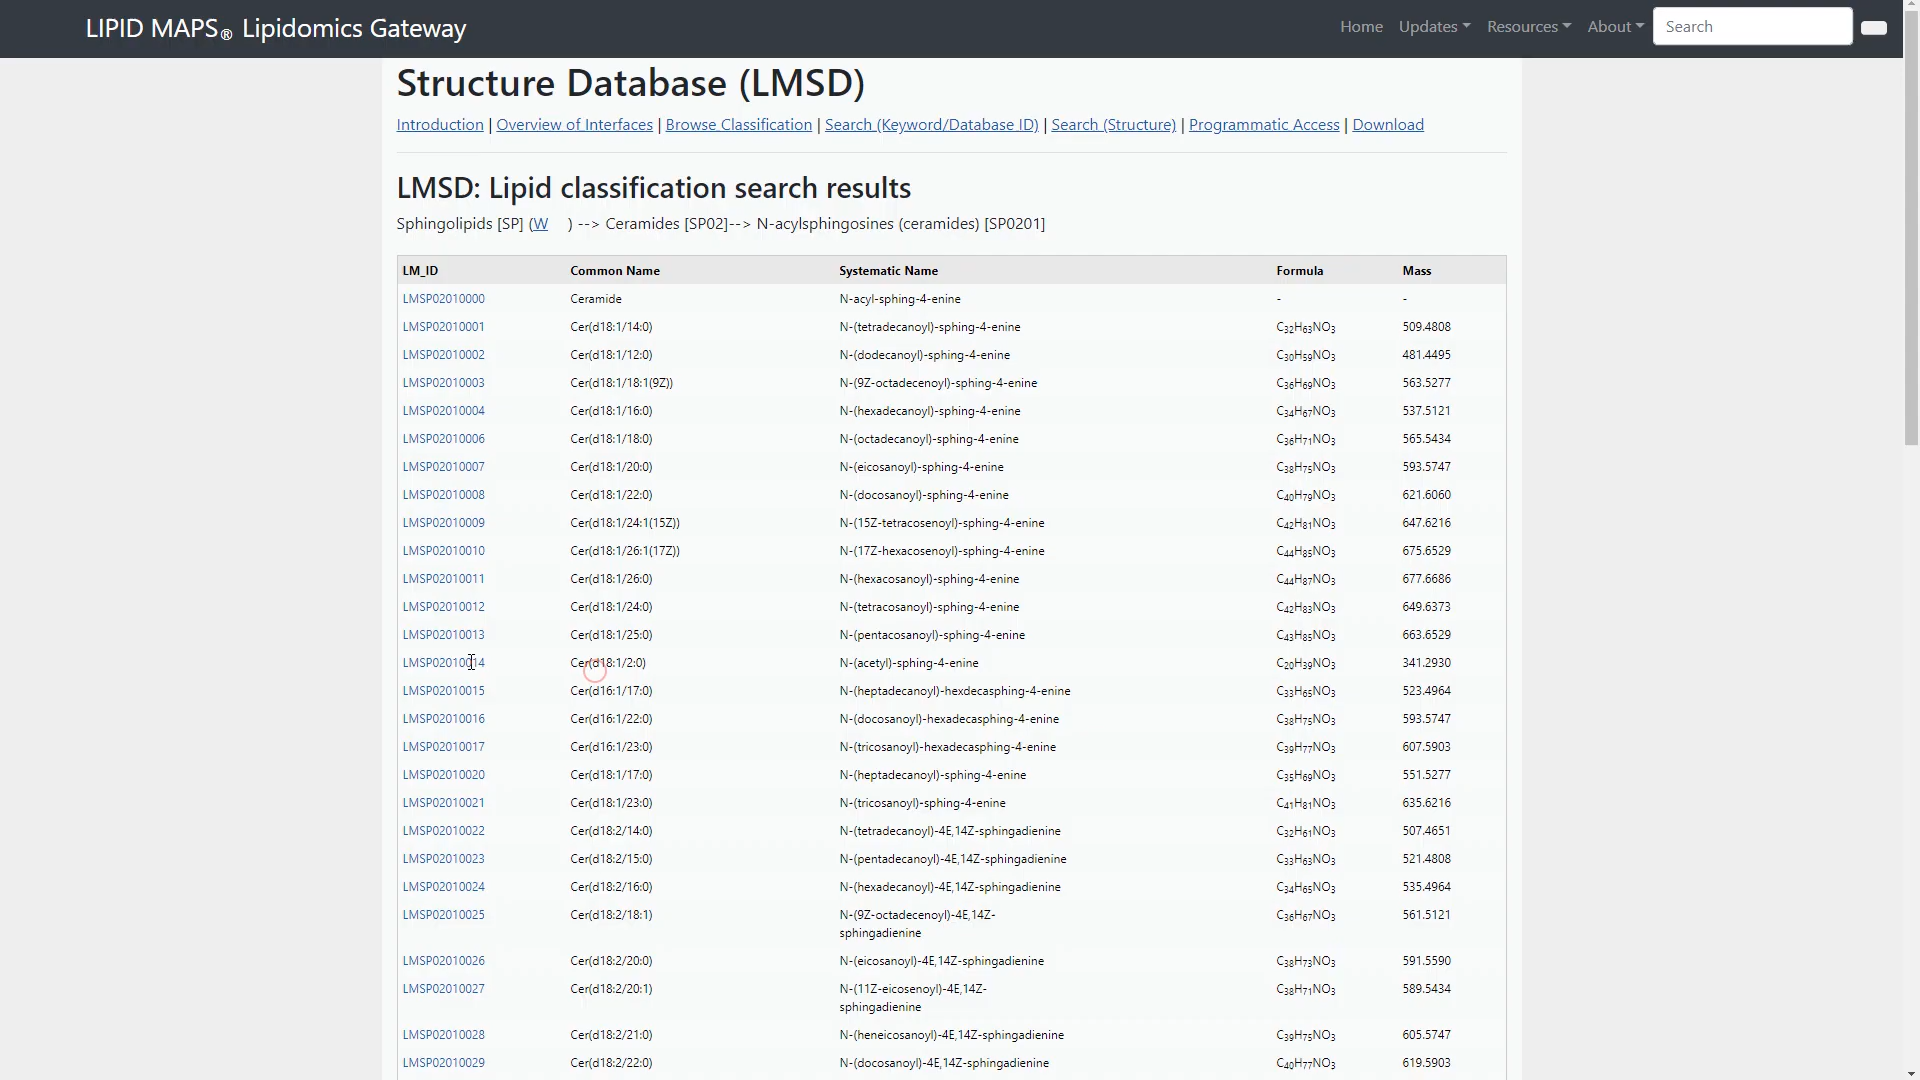 LIPID MAPS® Lipidomics Gateway
Home Updates Resources About Search
Structure Database (LMSD)
Introduction | Overview of Interfaces | Browse Classification | Search (Keyword/Database ID) | Search (Structure) | Programmatic Access | Download
LMSD: Lipid classification search results
Sphingolipids [SP] (W ) --> Ceramides [SP02]--> N-acylsphingosines (ceramides) [SP0201]
LM_ID Common Name Systematic Name Formula Mass
LMSP02010000 Ceramide N-acyl-sphing-4-enine - -
LMSP02010001 Cer(d18:1/14:0) N-(tetradecanoyl)-sphing-4-enine C₃₂H₆₃NO₃ 509.4808
LMSP02010002 Cer(d18:1/12:0) N-(dodecanoyl)-sphing-4-enine C₃₀H₅₉NO₃ 481.4495
LMSP02010003 Cer(d18:1/18:1(9Z)) N-(9Z-octadecenoyl)-sphing-4-enine C₃₆H₆₉NO₃ 563.5277
LMSP02010004 Cer(d18:1/16:0) N-(hexadecanoyl)-sphing-4-enine C₃₄H₆₇NO₃ 537.5121
LMSP02010006 Cer(d18:1/18:0) N-(octadecanoyl)-sphing-4-enine C₃₆H₇₁NO₃ 565.5434
LMSP02010007 Cer(d18:1/20:0) N-(eicosanoyl)-sphing-4-enine C₃₈H₇₅NO₃ 593.5747
LMSP02010008 Cer(d18:1/22:0) N-(docosanoyl)-sphing-4-enine C₄₀H₇₉NO₃ 621.6060
LMSP02010009 Cer(d18:1/24:1(15Z)) N-(15Z-tetracosenoyl)-sphing-4-enine C₄₂H₈₁NO₃ 647.6216
LMSP02010010 Cer(d18:1/26:1(17Z)) N-(17Z-hexacosenoyl)-sphing-4-enine C₄₄H₈₅NO₃ 675.6529
LMSP02010011 Cer(d18:1/26:0) N-(hexacosanoyl)-sphing-4-enine C₄₄H₈₇NO₃ 677.6686
LMSP02010012 Cer(d18:1/24:0) N-(tetracosanoyl)-sphing-4-enine C₄₂H₈₃NO₃ 649.6373
LMSP02010013 Cer(d18:1/25:0) N-(pentacosanoyl)-sphing-4-enine C₄₃H₈₅NO₃ 663.6529
LMSP02010014 Cer(d18:1/2:0) N-(acetyl)-sphing-4-enine C₂₀H₃₉NO₃ 341.2930
LMSP02010015 Cer(d16:1/17:0) N-(heptadecanoyl)-hexdecasphing-4-enine C₃₃H₆₅NO₃ 523.4964
LMSP02010016 Cer(d16:1/22:0) N-(docosanoyl)-hexadecasphing-4-enine C₃₈H₇₅NO₃ 593.5747
LMSP02010017 Cer(d16:1/23:0) N-(tricosanoyl)-hexadecasphing-4-enine C₃₉H₇₇NO₃ 607.5903
LMSP02010020 Cer(d18:1/17:0) N-(heptadecanoyl)-sphing-4-enine C₃₅H₆₉NO₃ 551.5277
LMSP02010021 Cer(d18:1/23:0) N-(tricosanoyl)-sphing-4-enine C₄₁H₈₁NO₃ 635.6216
LMSP02010022 Cer(d18:2/14:0) N-(tetradecanoyl)-4E,14Z-sphingadienine C₃₂H₆₁NO₃ 507.4651
LMSP02010023 Cer(d18:2/15:0) N-(pentadecanoyl)-4E,14Z-sphingadienine C₃₃H₆₃NO₃ 521.4808
LMSP02010024 Cer(d18:2/16:0) N-(hexadecanoyl)-4E,14Z-sphingadienine C₃₄H₆₅NO₃ 535.4964
LMSP02010025 Cer(d18:2/18:1) N-(9Z-octadecenoyl)-4E,14Z- C₃₆H₆₇NO₃ 561.5121
sphingadienine
LMSP02010026 Cer(d18:2/20:0) N-(eicosanoyl)-4E,14Z-sphingadienine C₃₈H₇₃NO₃ 591.5590
LMSP02010027 Cer(d18:2/20:1) N-(11Z-eicosenoyl)-4E,14Z- C₃₈H₇₁NO₃ 589.5434
sphingadienine
LMSP02010028 Cer(d18:2/21:0) N-(heneicosanoyl)-4E,14Z-sphingadienine C₃₉H₇₅NO₃ 605.5747
LMSP02010029 Cer(d18:2/22:0) N-(docosanoyl)-4E,14Z-sphingadienine C₄₀H₇₇NO₃ 619.5903